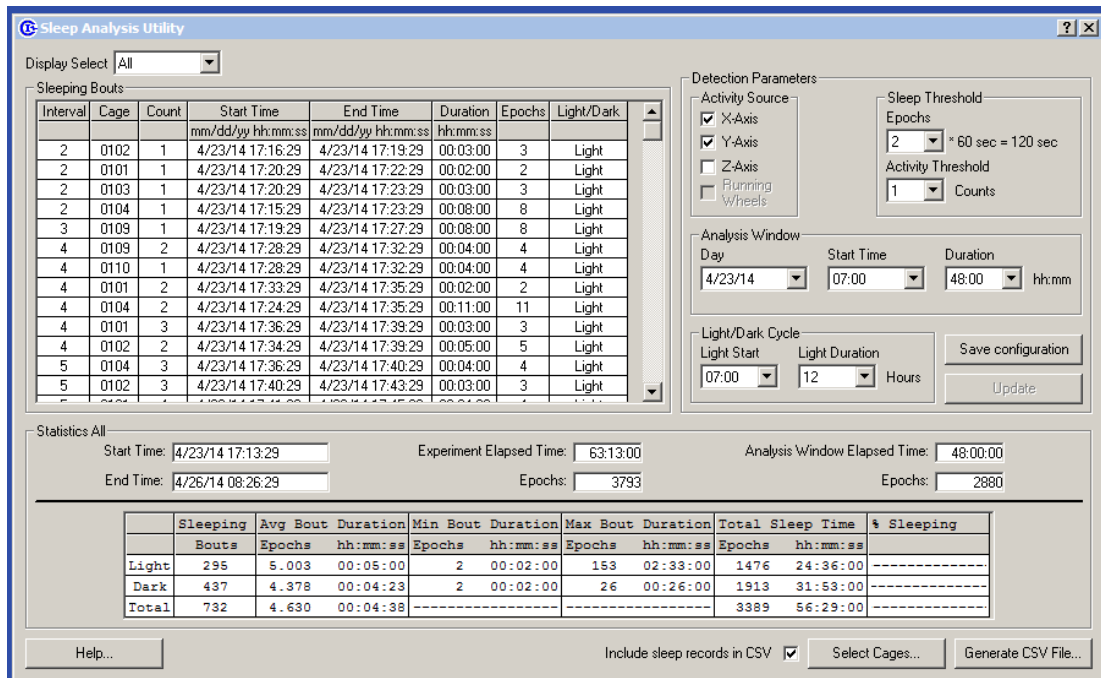 Sleep Analysis Utility
Display Select All
Sleeping Bouts
Interval Cage Count Start Time End Time Duration Epochs Light/Dark
mm/dd/yy hh:mm:ss mm/dd/yy hh:mm:ss hh:mm:ss
2 0102 1 4/23/14 17:16:29 4/23/14 17:19:29 00:03:00 3 Light
2 0101 1 4/23/14 17:20:29 4/23/14 17:22:29 00:02:00 2 Light
2 0103 1 4/23/14 17:20:29 4/23/14 17:23:29 00:03:00 3 Light
2 0104 1 4/23/14 17:15:29 4/23/14 17:23:29 00:08:00 8 Light
3 0109 1 4/23/14 17:19:29 4/23/14 17:27:29 00:08:00 8 Light
4 0109 2 4/23/14 17:28:29 4/23/14 17:32:29 00:04:00 4 Light
4 0110 1 4/23/14 17:28:29 4/23/14 17:32:29 00:04:00 4 Light
4 0101 2 4/23/14 17:33:29 4/23/14 17:35:29 00:02:00 2 Light
4 0104 2 4/23/14 17:24:29 4/23/14 17:35:29 00:11:00 11 Light
4 0101 3 4/23/14 17:36:29 4/23/14 17:39:29 00:03:00 3 Light
4 0102 2 4/23/14 17:34:29 4/23/14 17:39:29 00:05:00 5 Light
5 0104 3 4/23/14 17:36:29 4/23/14 17:40:29 00:04:00 4 Light
5 0102 3 4/23/14 17:40:29 4/23/14 17:43:29 00:03:00 3 Light
Detection Parameters
Activity Source
X-Axis
Y-Axis
Z-Axis
Running
Wheels
Sleep Threshold
Epochs
2 * 60 sec = 120 sec
Activity Threshold
1 Counts
Analysis Window
Day Start Time Duration
4/23/14 07:00 48:00 hh:mm
Light/Dark Cycle
Light Start Light Duration
07:00 12 Hours
Save configuration
Update
Statistics All
Start Time: 4/23/14 17:13:29 Experiment Elapsed Time: 63:13:00 Analysis Window Elapsed Time: 48:00:00
End Time: 4/26/14 08:26:29 Epochs: 3793 Epochs: 2880
Sleeping Avg Bout Duration Min Bout Duration Max Bout Duration Total Sleep Time % Sleeping
Bouts Epochs hh:mm:ss Epochs hh:mm:ss Epochs hh:mm:ss Epochs hh:mm:ss
Light 295 5.003 00:05:00 2 00:02:00 153 02:33:00 1476 24:36:00 --------------
Dark 437 4.378 00:04:23 2 00:02:00 26 00:26:00 1913 31:53:00 --------------
Total 732 4.630 00:04:38 ------------------ ------------------ 3389 56:29:00 --------------
Help... Include sleep records in CSV Select Cages... Generate CSV File...